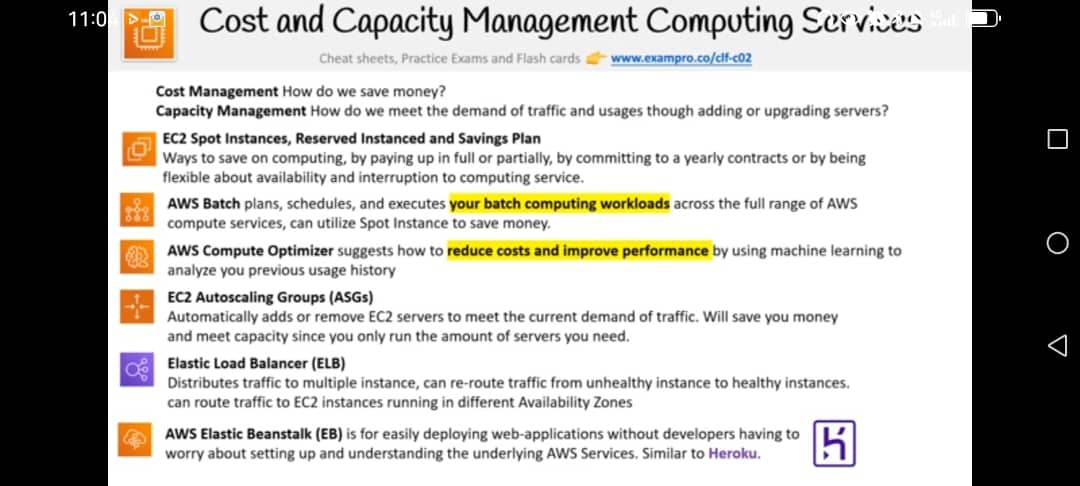 11:0
Cost and Capacity Management Computing Services
Cheat sheets, Practice Exams and Flash cards www.exampro.co/clf-c02
Cost Management How do we save money?
Capacity Management How do we meet the demand of traffic and usages though adding or upgrading servers?
EC2 Spot Instances, Reserved Instanced and Savings Plan
Ways to save on computing, by paying up in full or partially, by committing to a yearly contracts or by being
flexible about availability and interruption to computing service.
AWS Batch plans, schedules, and executes your batch computing workloads across the full range of AWS
compute services, can utilize Spot Instance to save money.
AWS Compute Optimizer suggests how to reduce costs and improve performance by using machine learning to
analyze you previous usage history
EC2 Autoscaling Groups (ASGs)
Automatically adds or remove EC2 servers to meet the current demand of traffic. Will save you money
and meet capacity since you only run the amount of servers you need.
Elastic Load Balancer (ELB)
Distributes traffic to multiple instance, can re-route traffic from unhealthy instance to healthy instances.
can route traffic to EC2 instances running in different Availability Zones
AWS Elastic Beanstalk (EB) is for easily deploying web-applications without developers having to
worry about setting up and understanding the underlying AWS Services. Similar to Heroku.